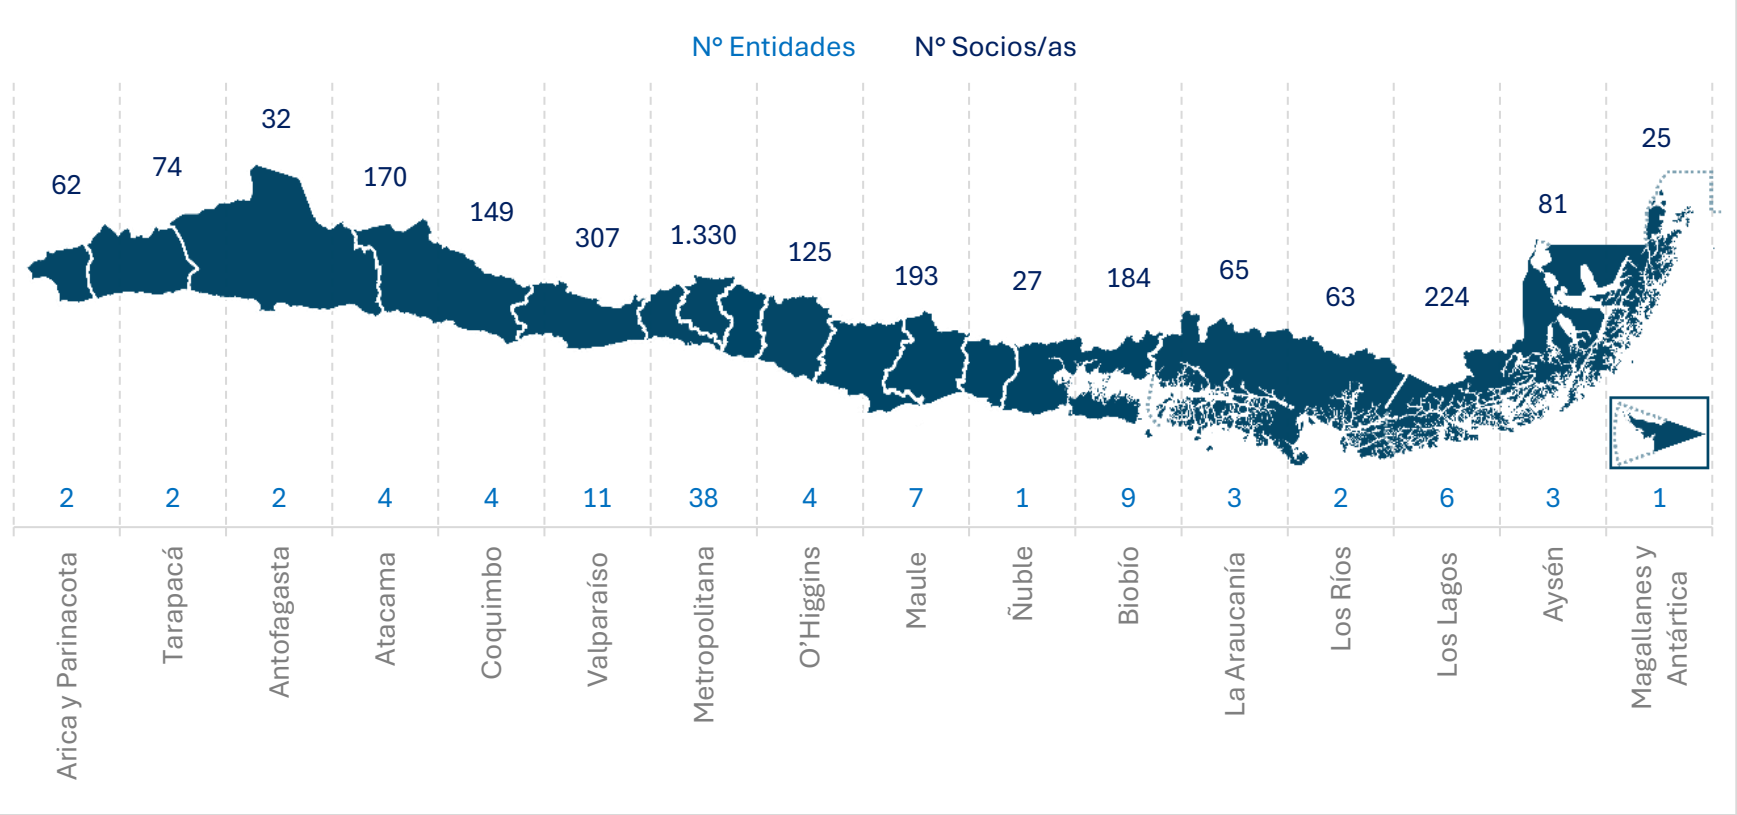 N° Entidades N° Socios/as
62 74 32 170 149 307 1.330 125 193 27 184 65 63 224 81 25
2 2 2 4 4 11 38 4 7 1 9 3 2 6 3 1
Arica y Parinacota
Tarapacá
Antofagasta
Atacama
Coquimbo
Valparaíso
Metropolitana
O’Higgins
Maule
Ñuble
Biobío
La Araucanía
Los Ríos
Los Lagos
Aysén
Magallanes y
Antártica